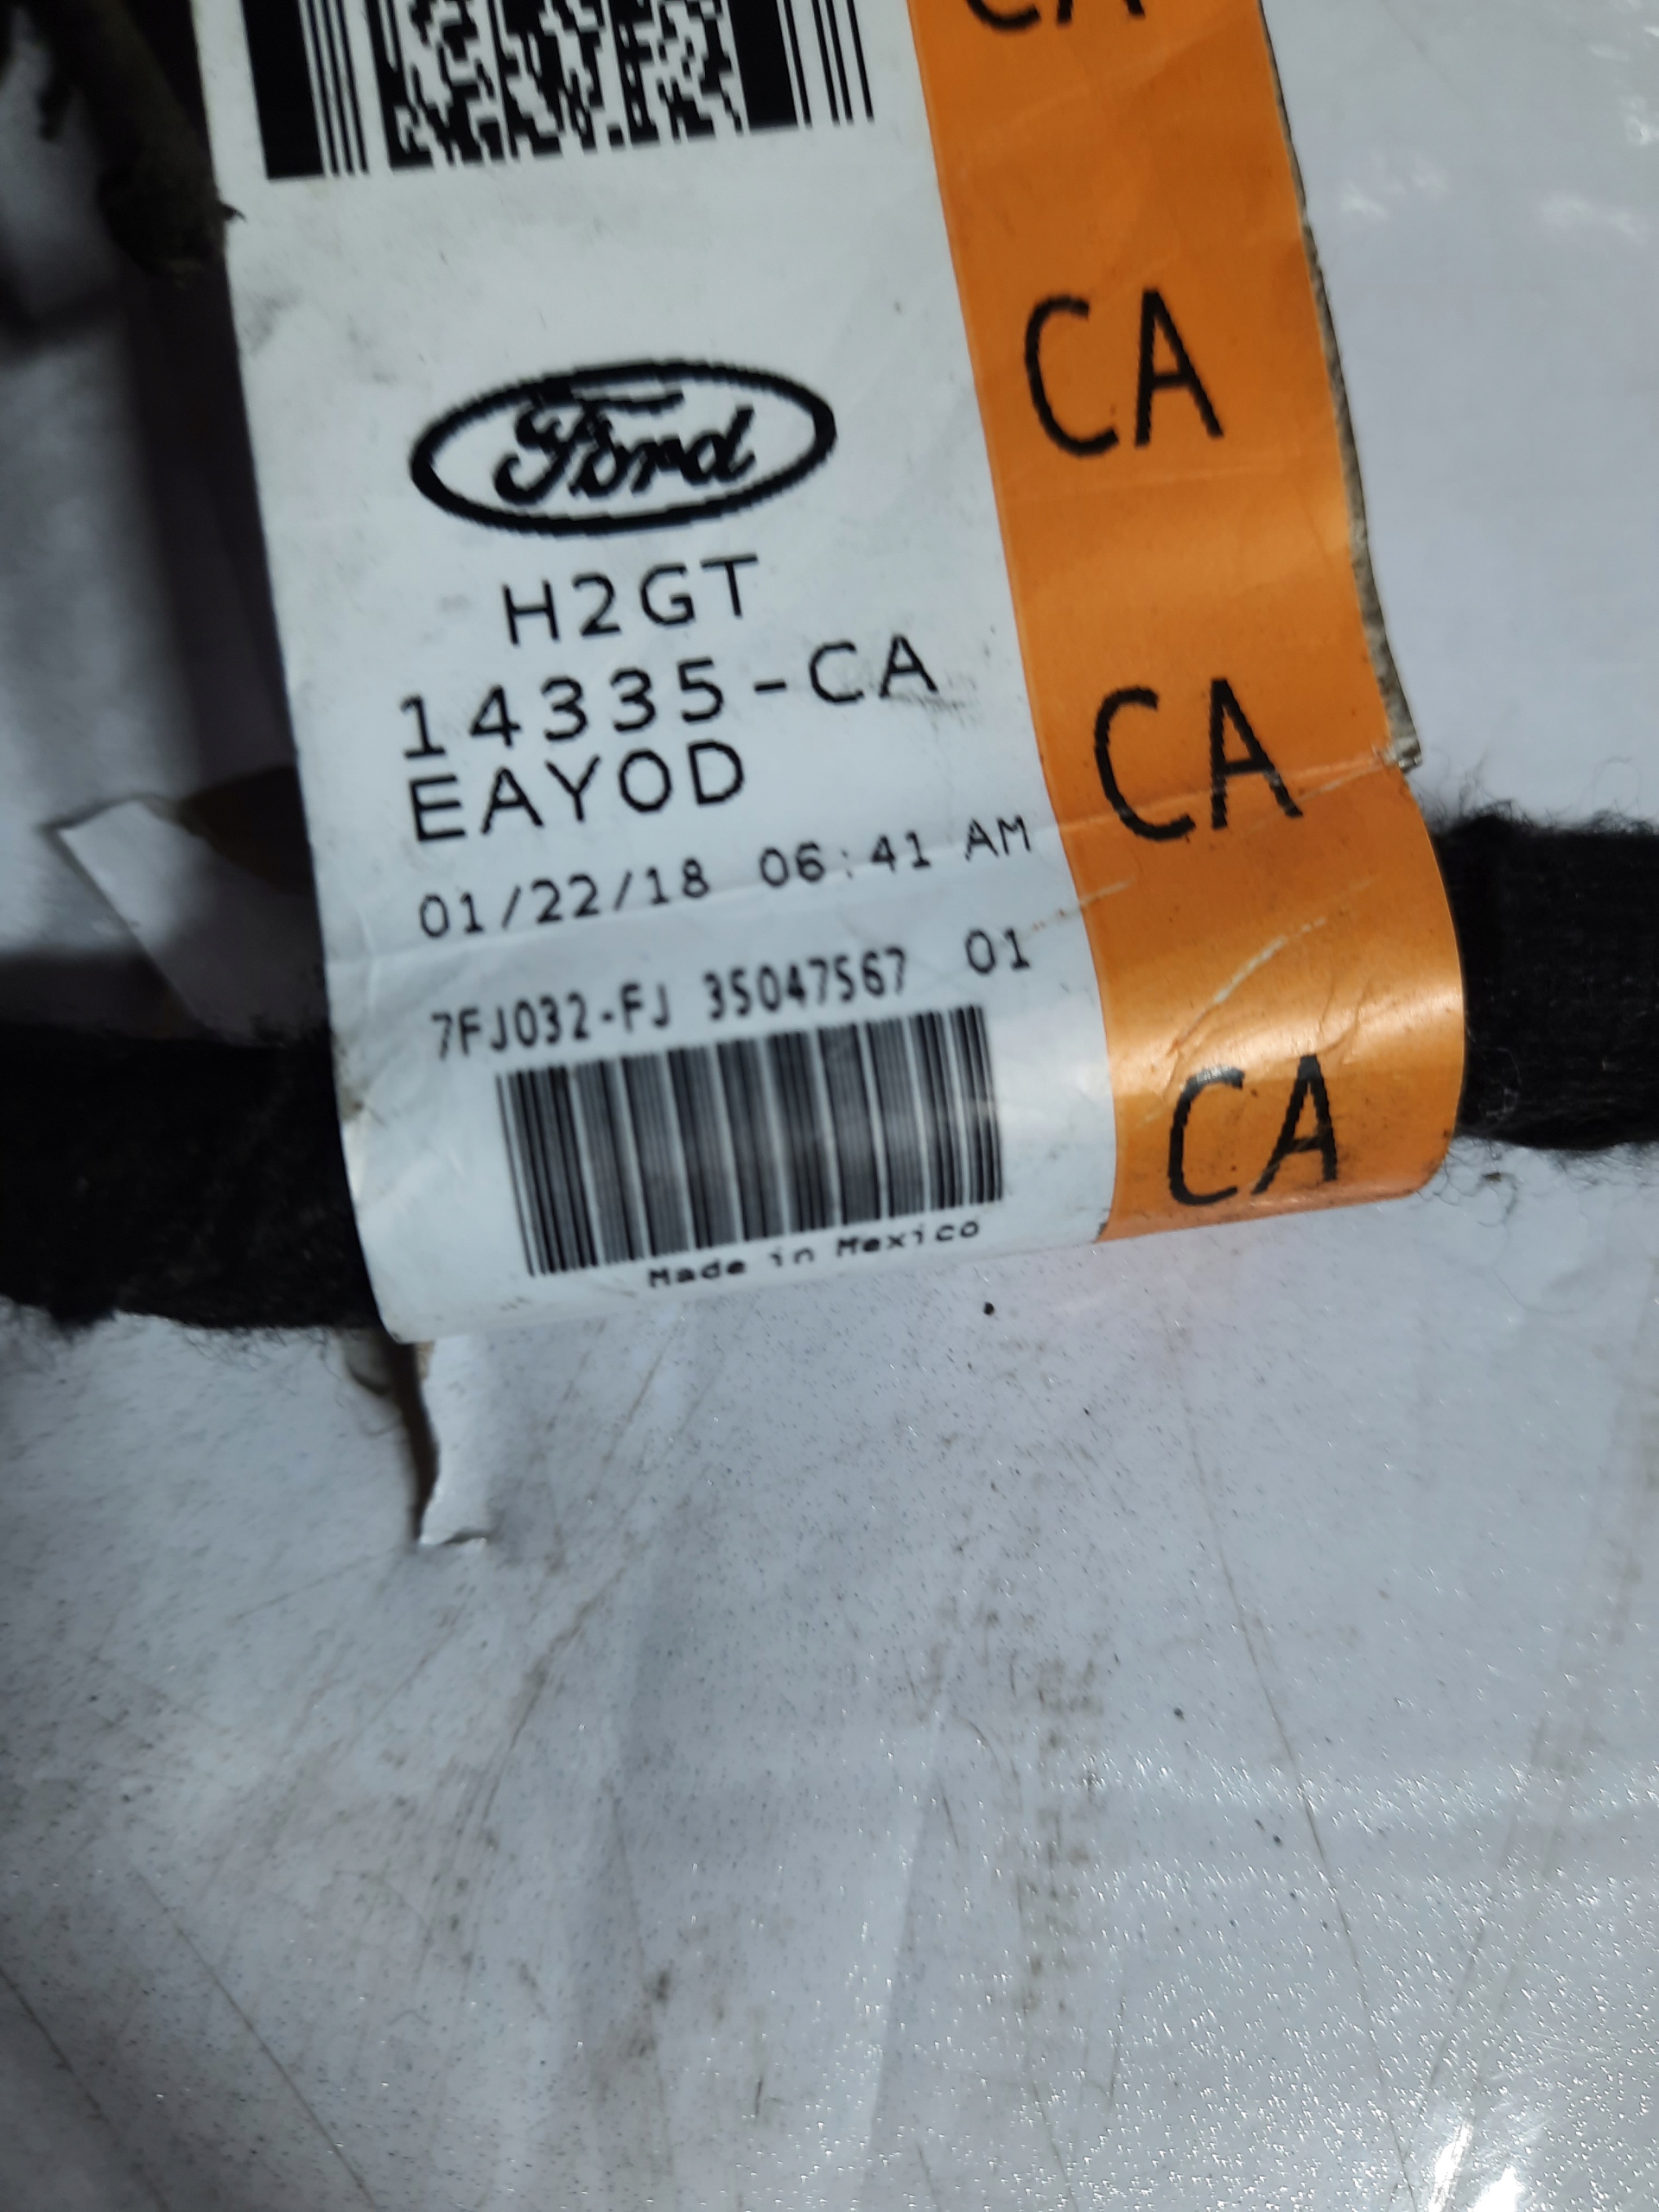 CA
CA
Ford
H2GT
14335-CA
EAYOD
CA
01/22/18 06:41 AM
7FJ032-FJ 35047567 01
CA
Made in Mexico